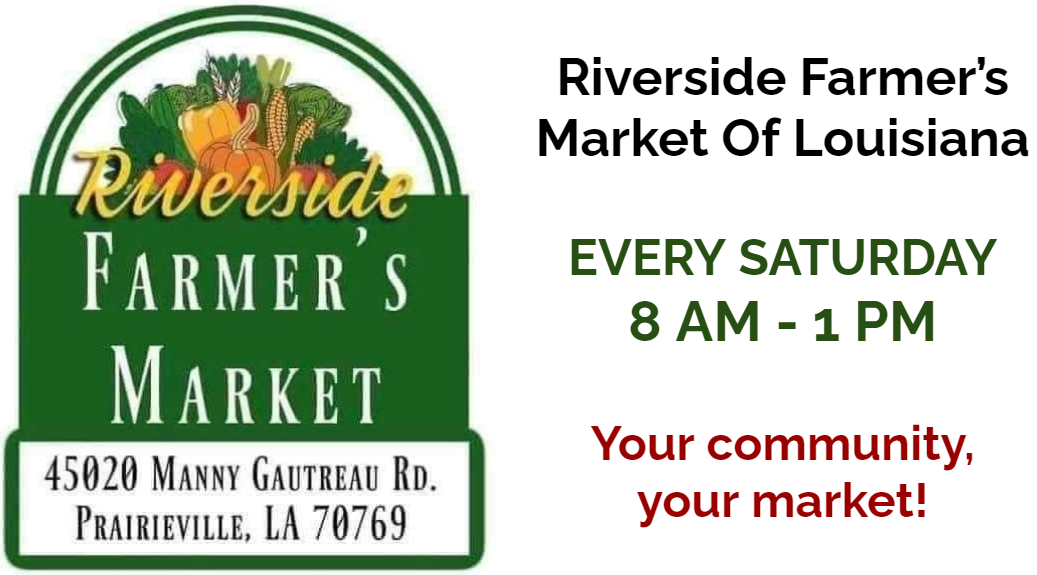 Riverside
FARMER'S
MARKET
45020 MANNY GAUTREAU RD.
PRAIRIEVILLE, LA 70769
Riverside Farmer’s
Market Of Louisiana
EVERY SATURDAY
8 AM - 1 PM
Your community,
your market!